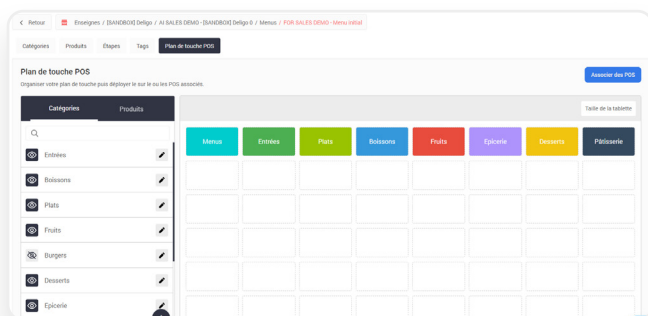 Retour Enseignes / [SANDBOX] Deligo / AI SALES DEMO - [SANDBOX] Deligo 6 / Menus / FOR SALES DEMO - Menu initial
Catégories Produits Étapes Tags Plan de touche POS
Plan de touche POS
Organiser votre plan de touche puis déployer le sur le ou les POS associés.
Associer des POS
Catégories Produits
Taille de la tablette
Menus Entrées Plats Boissons Fruits Epicerie Desserts Pâtisserie
Entrées
Boissons
Plats
Fruits
Burgers
Desserts
Epicerie